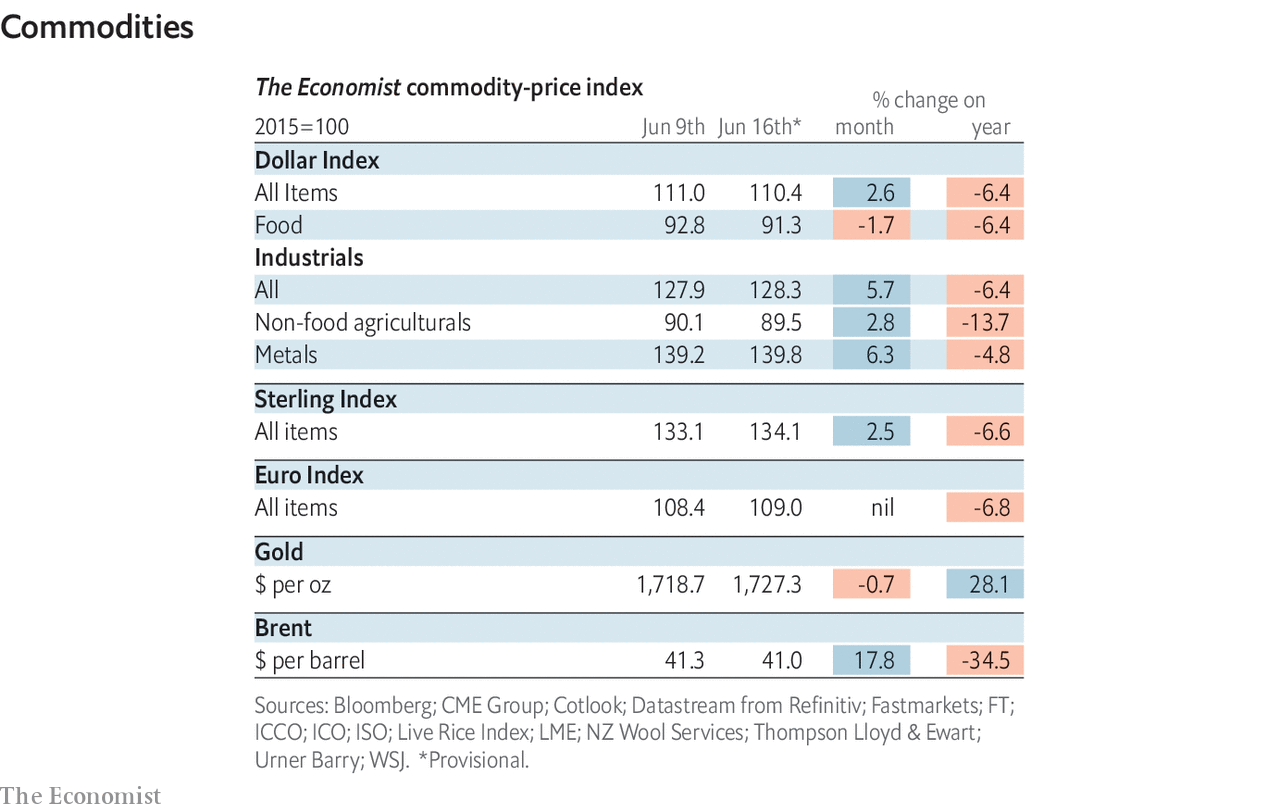 Commodities
The Economist commodity-price index
% change on
2015=100 Jun 9th Jun 16th* month year
Dollar Index
All Items 111.0 110.4 2.6 -6.4
Food 92.8 91.3 -1.7 -6.4
Industrials
All 127.9 128.3 5.7 -6.4
Non-food agriculturals 90.1 89.5 2.8 -13.7
Metals 139.2 139.8 6.3 -4.8
Sterling Index
All items 133.1 134.1 2.5 -6.6
Euro Index
All items 108.4 109.0 nil -6.8
Gold
$ per oz 1,718.7 1,727.3 -0.7 28.1
Brent
$ per barrel 41.3 41.0 17.8 -34.5
Sources: Bloomberg; CME Group; Cotlook; Datastream from Refinitiv; Fastmarkets; FT;
ICCO; ICO; ISO; Live Rice Index; LME; NZ Wool Services; Thompson Lloyd & Ewart;
Urner Barry; WSJ. *Provisional.
The Economist